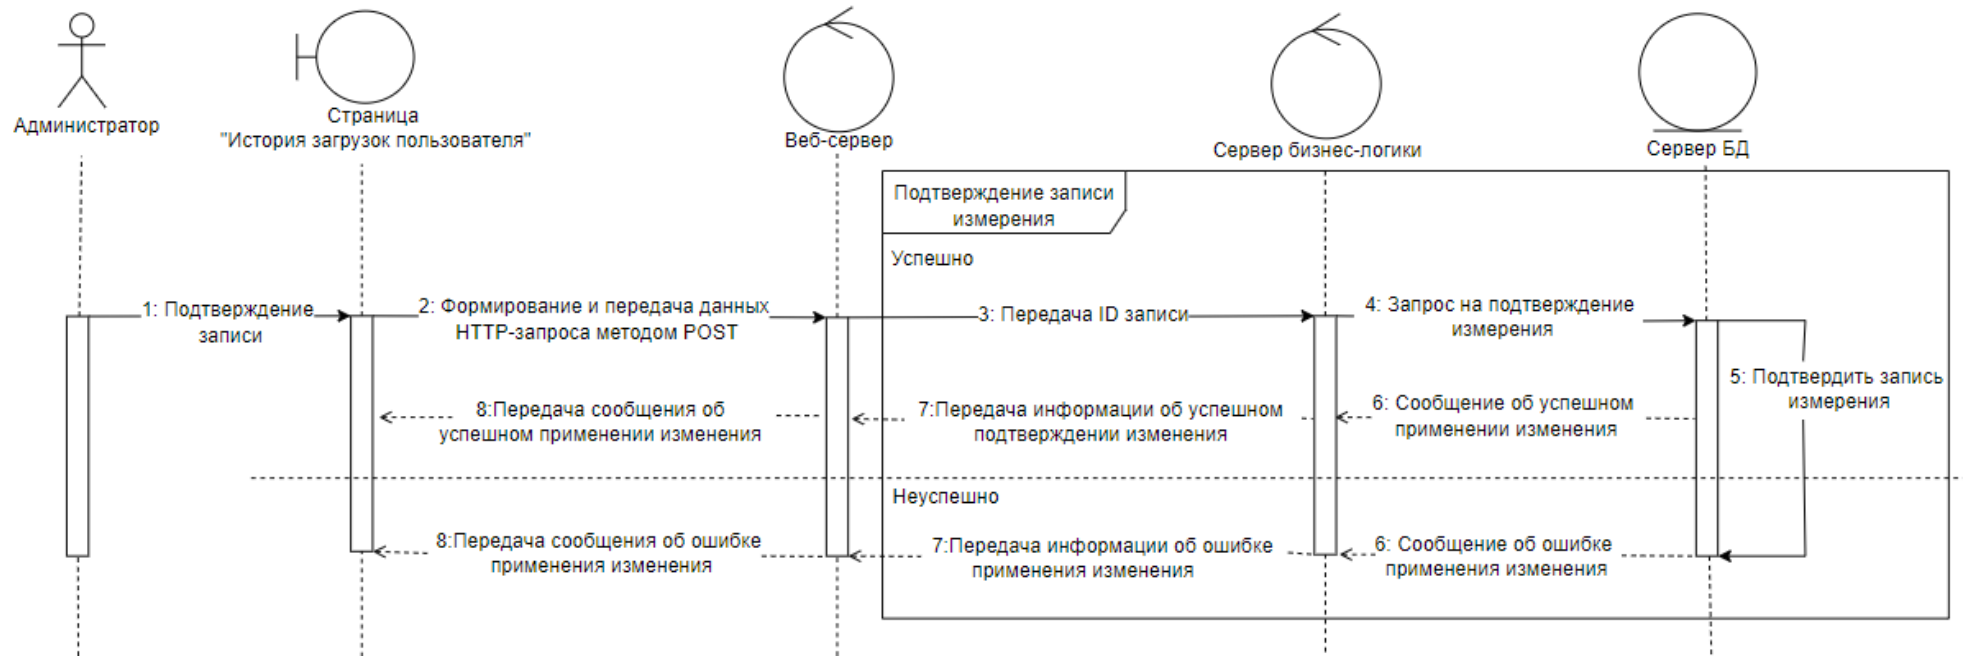 Администратор
Страница
"История загрузок пользователя"
Веб-сервер
Сервер бизнес-логики
Сервер БД
Подтверждение записи
измерения
Успешно
1: Подтверждение
записи
2: Формирование и передача данных
HTTP-запроса методом POST
3: Передача ID записи
4: Запрос на подтверждение
измерения
5: Подтвердить запись
измерения
8:Передача сообщения об
успешном применении изменения
7:Передача информации об успешном
подтверждении изменения
6: Сообщение об успешном
применении изменения
Неуспешно
8:Передача сообщения об ошибке
применения изменения
7:Передача информации об ошибке
применения изменения
6: Сообщение об ошибке
применения изменения